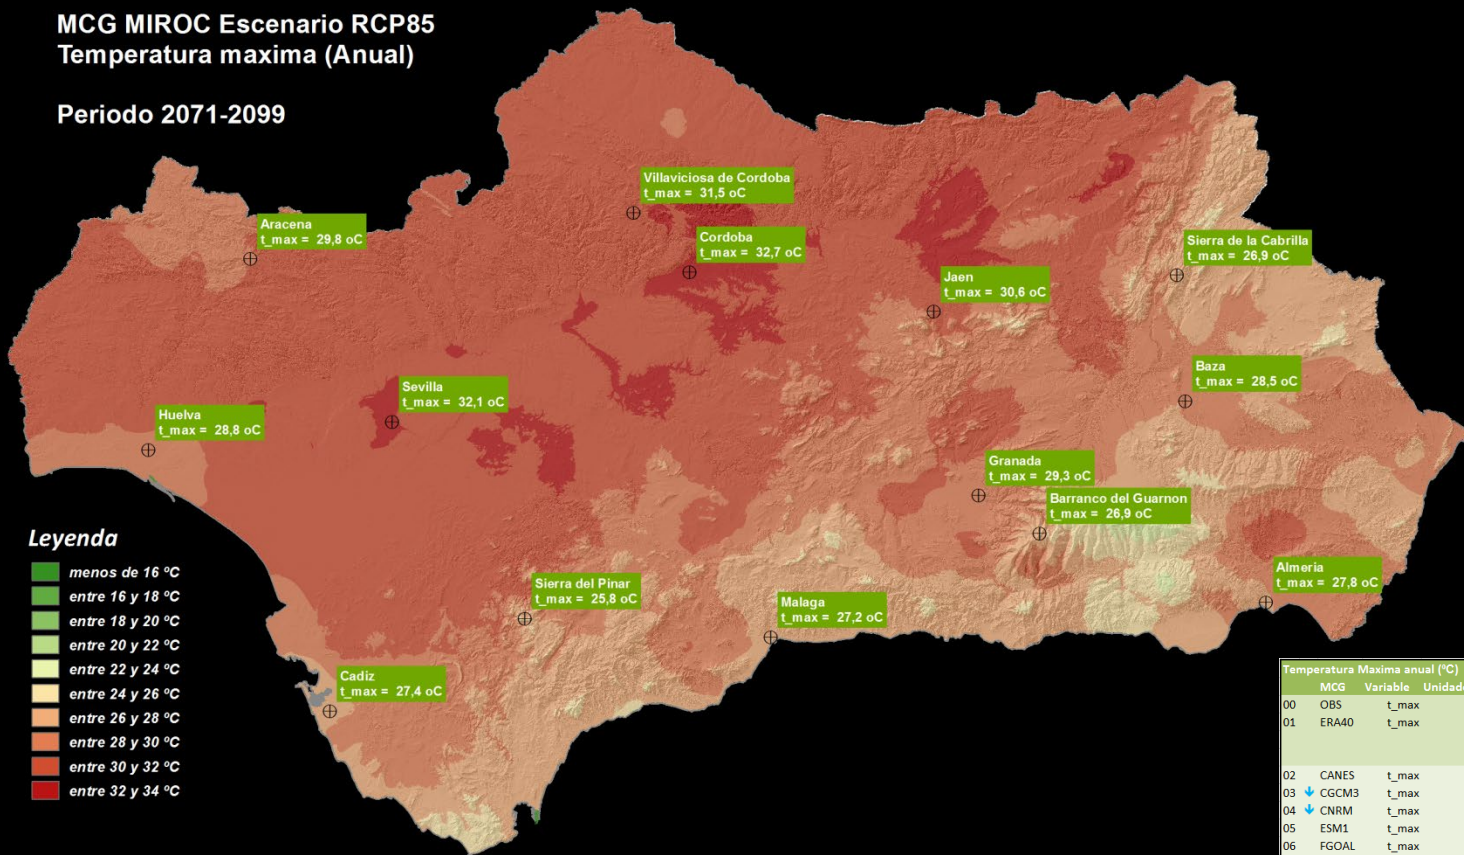 MCG MIROC Escenario RCP85
Temperatura maxima (Anual)
Periodo 2071-2099
Villaviciosa de Cordoba
t_max = 31,5 oC
Aracena
t_max = 29,8 oC
Cordoba
t_max = 32,7 oC
Sierra de la Cabrilla
t_max = 26,9 oC
Jaen
t_max = 30,6 oC
Baza
t_max = 28,5 oC
Sevilla
t_max = 32,1 oC
Huelva
t_max = 28,8 oC
Granada
t_max = 29,3 oC
Barranco del Guarnon
t_max = 26,9 oC
Almeria
t_max = 27,8 oC
Sierra del Pinar
t_max = 25,8 oC
Malaga
t_max = 27,2 oC
Cadiz
t_max = 27,4 oC
Leyenda
menos de 16 ºC
entre 16 y 18 ºC
entre 18 y 20 ºC
entre 20 y 22 ºC
entre 22 y 24 ºC
entre 24 y 26 ºC
entre 26 y 28 ºC
entre 28 y 30 ºC
entre 30 y 32 ºC
entre 32 y 34 ºC
Temperatura Maxima anual (ºC)
MCG Variable Unidade
00 OBS t_max
01 ERA40 t_max
02 CANES t_max
03 CGCM3 t_max
04 CNRM t_max
05 ESM1 t_max
06 FGOAL t_max